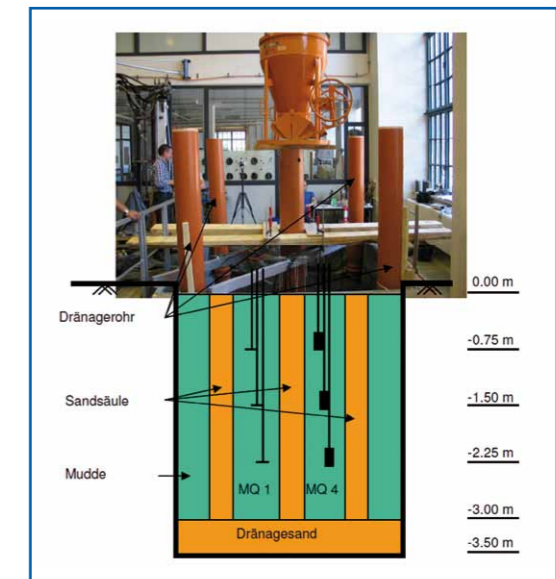 0.00 m
Dränagerohr
-0.75 m
Sandsäule
-1.50 m
Mudde
-2.25 m
MQ 1
MQ 4
-3.00 m
Dränagesand
-3.50 m